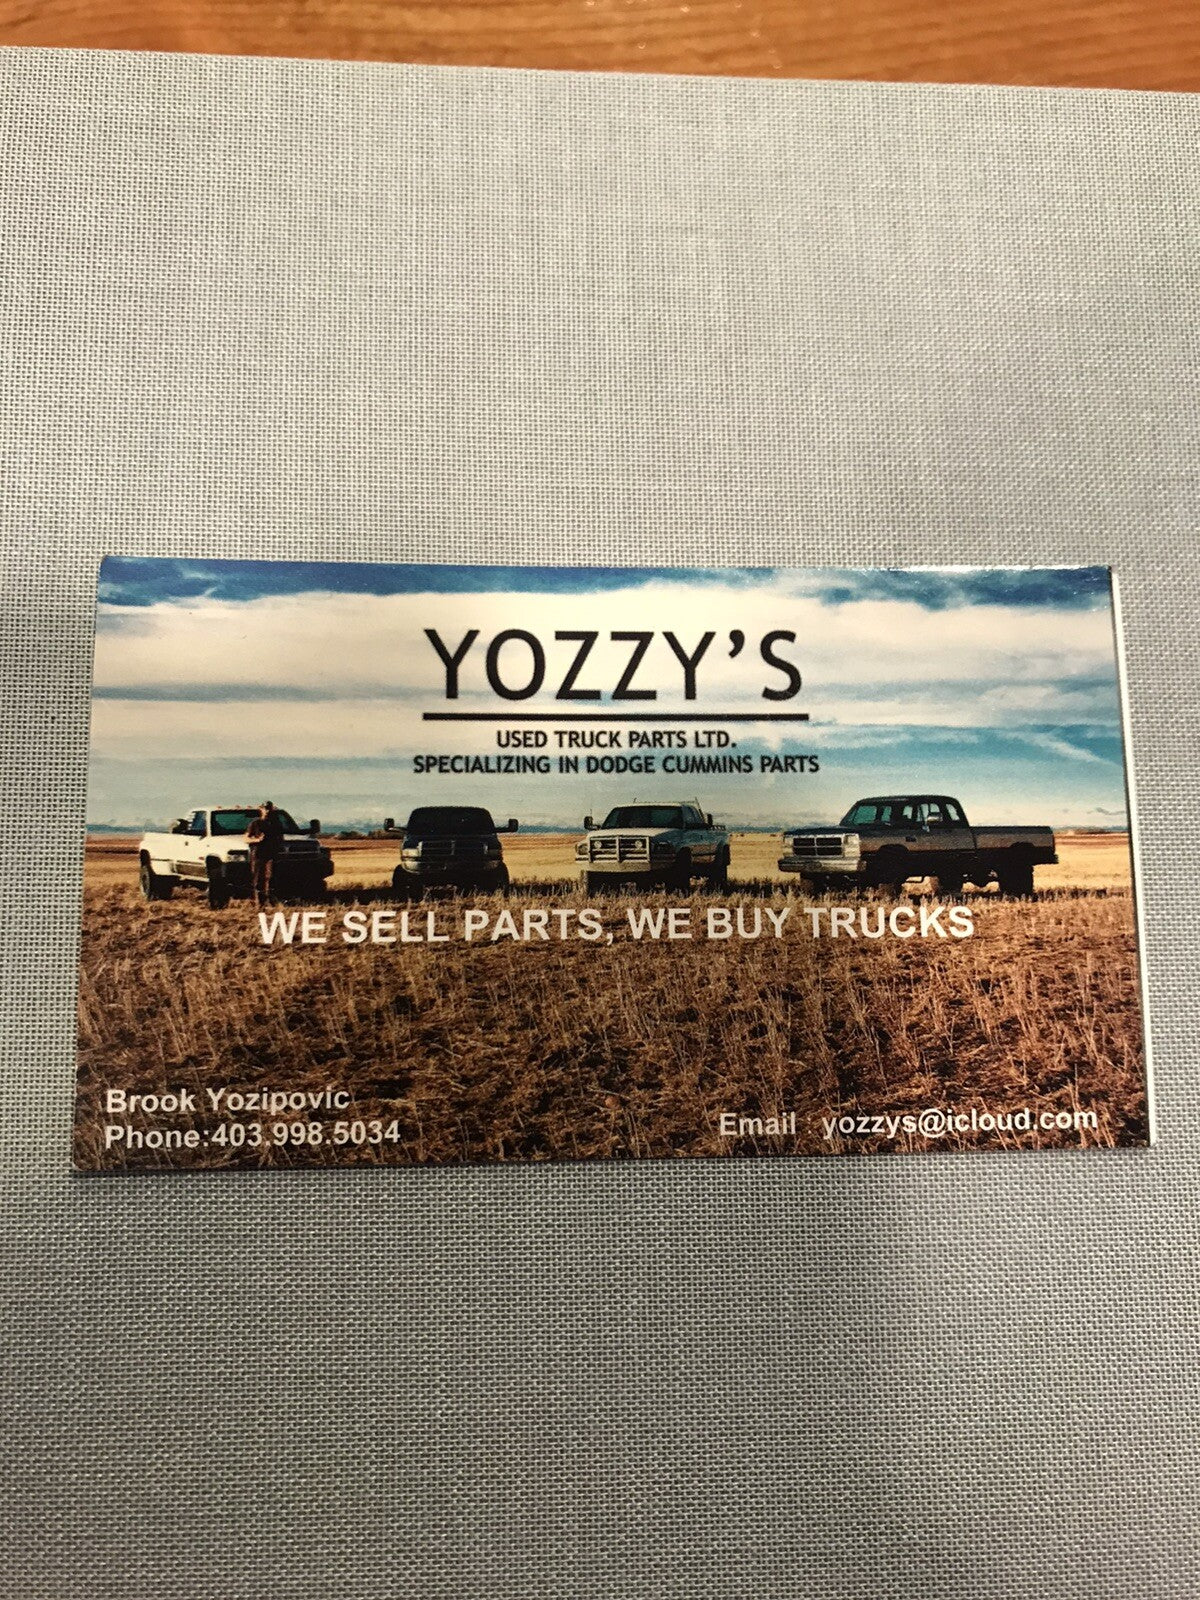 YOZZY'S
USED TRUCK PARTS LTD.
SPECIALIZING IN DODGE CUMMINS PARTS
WE SELL PARTS, WE BUY TRUCKS
Brook Yozipovic
Phone:403.998.5034
Email : yozzys@icloud.com